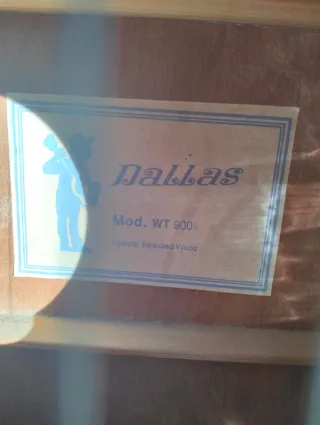 Dallas
Mod. WT 900
Special Selected Wood